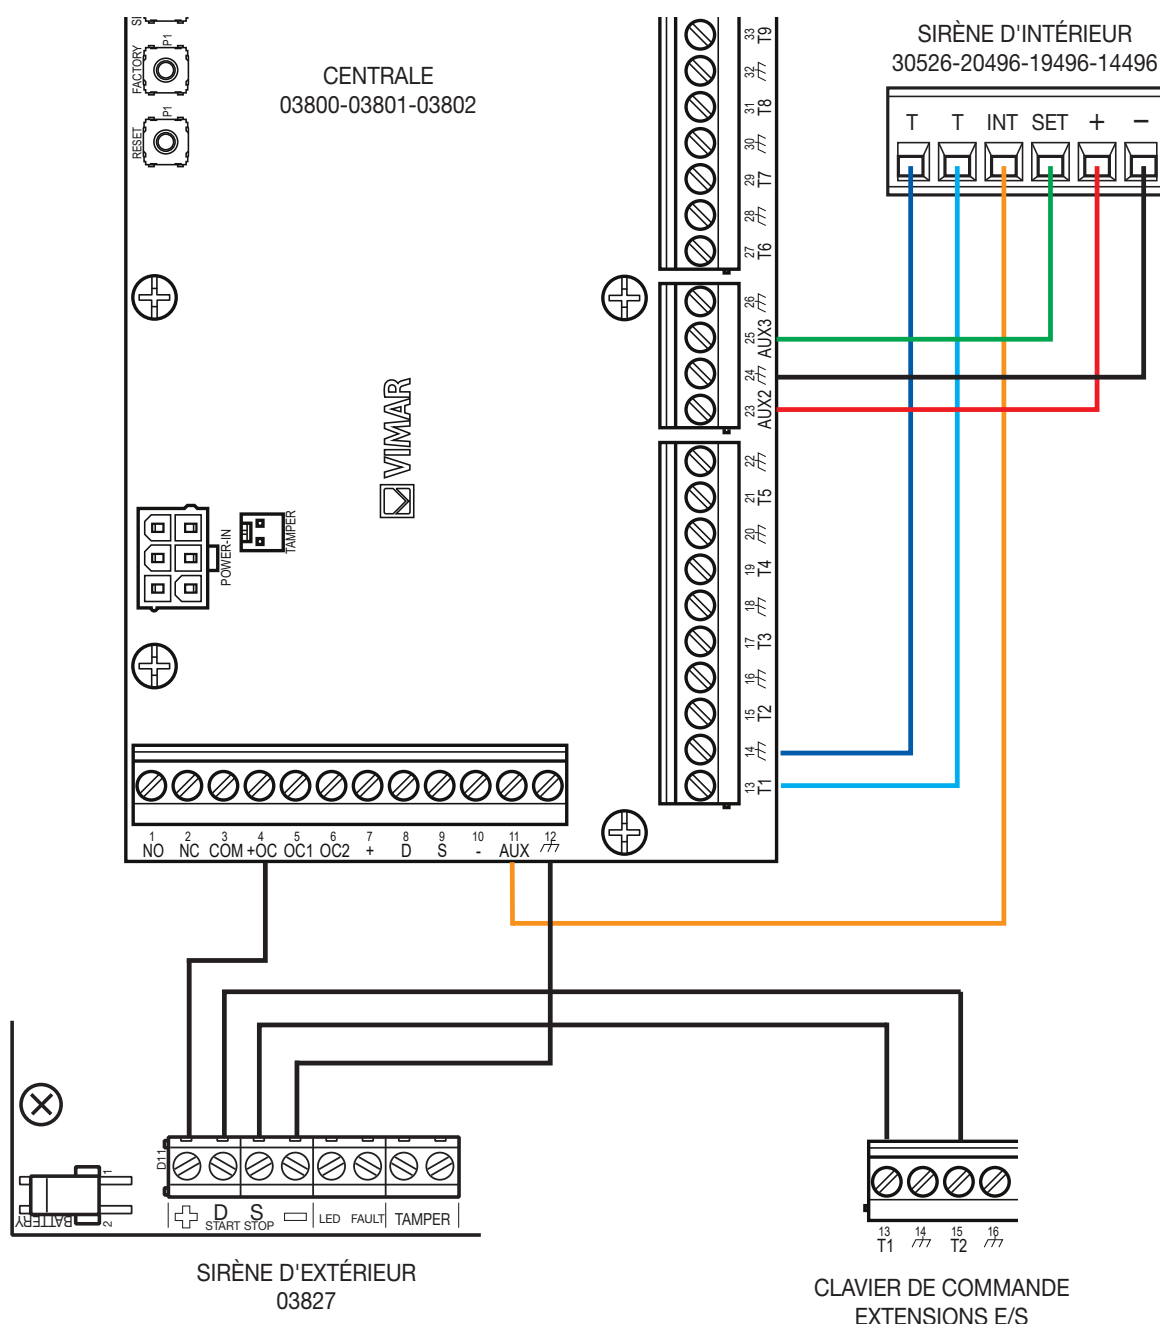 SIRÈNE D'INTÉRIEUR
30526-20496-19496-14496
T T INT SET + −
CENTRALE
03800-03801-03802
P1
FACTORY
P1
RESET
33 T9
32
31 T8
30
29 T7
28
27 T6
26
25 AUX3
24
23 AUX2
22
21 T5
20
19 T4
18
17 T3
16
15 T2
14
13 T1
VIMAR
POWER-IN
TAMPER
1 2 3 4 5 6 7 8 9 10 11 12
NO NC COM +OC OC1 OC2 + D S - AUX
D11
1
2
BATTERY
D S
START STOP LED FAULT TAMPER
SIRÈNE D'EXTÉRIEUR
03827
13 14 15 16
T1 T2
CLAVIER DE COMMANDE
EXTENSIONS E/S